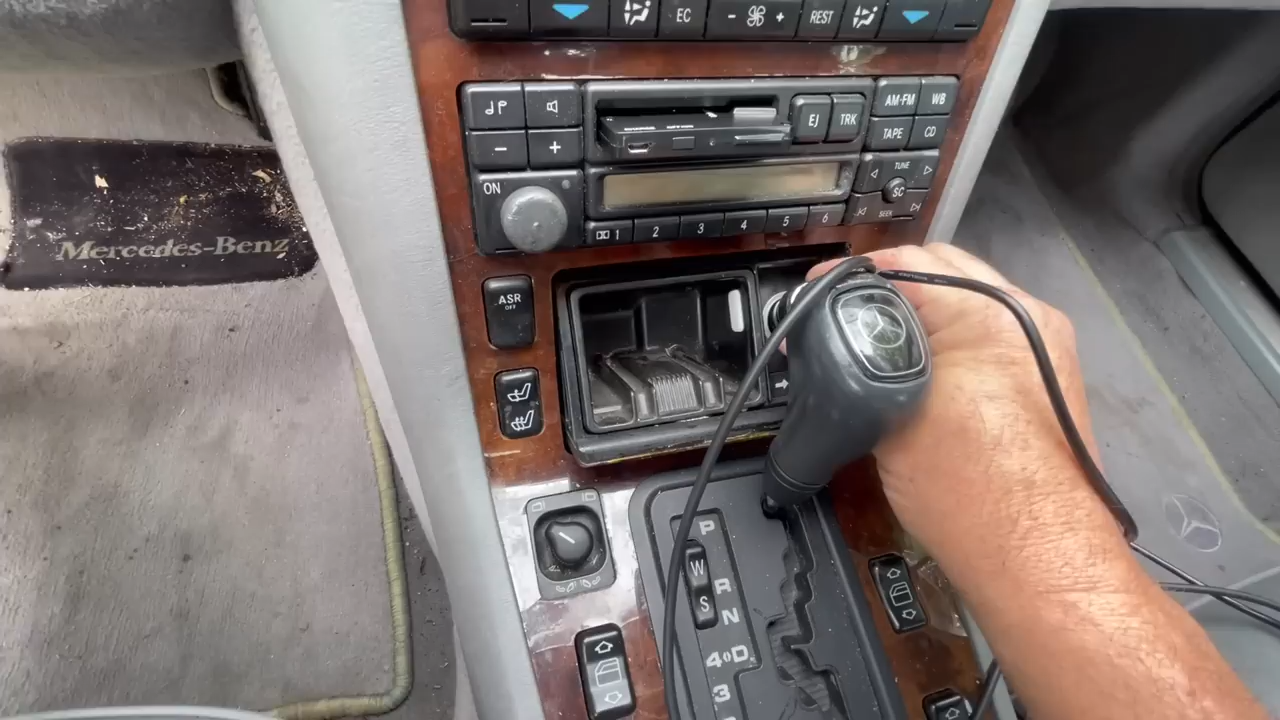 EC
- +
REST
AM-FM
WB
EJ
TRK
TAPE
CD
- +
TUNE
ON
SC
SEEK
1 2 3 4 5 6
Mercedes-Benz
ASR
OFF
P
W
R
S
N
4 D
3